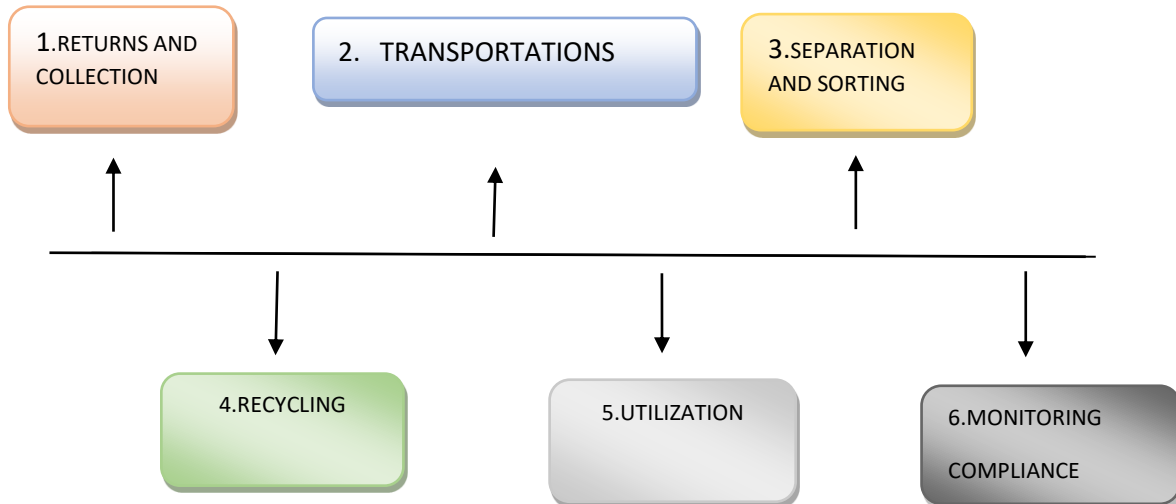 1.RETURNS AND
COLLECTION
2. TRANSPORTATIONS
3.SEPARATION
AND SORTING
4.RECYCLING
5.UTILIZATION
6.MONITORING
COMPLIANCE